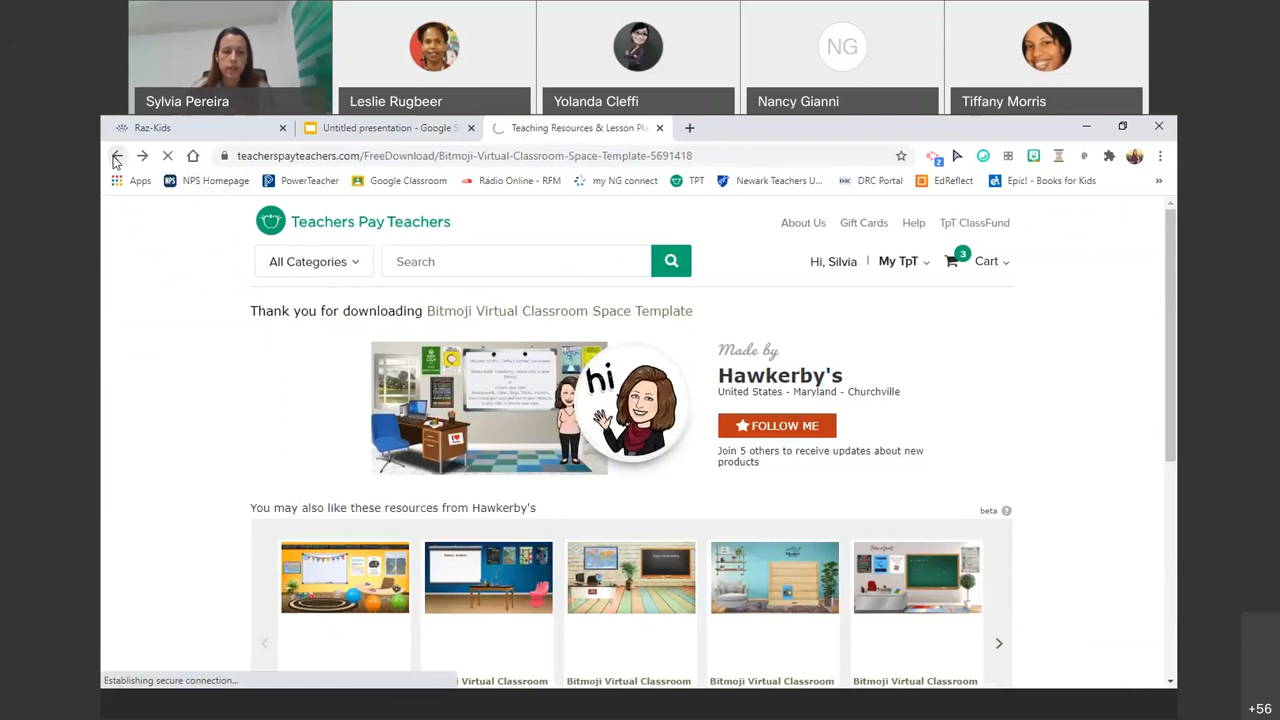 NG
Sylvia Pereira
Leslie Rugbeer
Yolanda Cleffi
Nancy Gianni
Tiffany Morris
Raz-Kids
Untitled presentation - Google S
Teaching Resources & Lesson Pla
teacherspayteachers.com/FreeDownload/Bitmoji-Virtual-Classroom-Space-Template-5691418
2
Apps
NPS Homepage
PowerTeacher
Google Classroom
Rádio Online - RFM
my NG connect
TPT
Newark Teachers U...
DRC Portal
EdReflect
Epic! - Books for Kids
»
Teachers Pay Teachers
About Us
Gift Cards
Help
TpT ClassFund
All Categories
Search
Hi, Silvia
My TpT
3
Cart
Thank you for downloading Bitmoji Virtual Classroom Space Template
hi
Made by
Hawkerby's
United States - Maryland - Churchville
FOLLOW ME
Join 5 others to receive updates about new
products
You may also like these resources from Hawkerby's
beta ?
Virtual Classroom
Bitmoji Virtual Classroom
Bitmoji Virtual Classroom
Bitmoji Virtual Classroom
Establishing secure connection...
+56